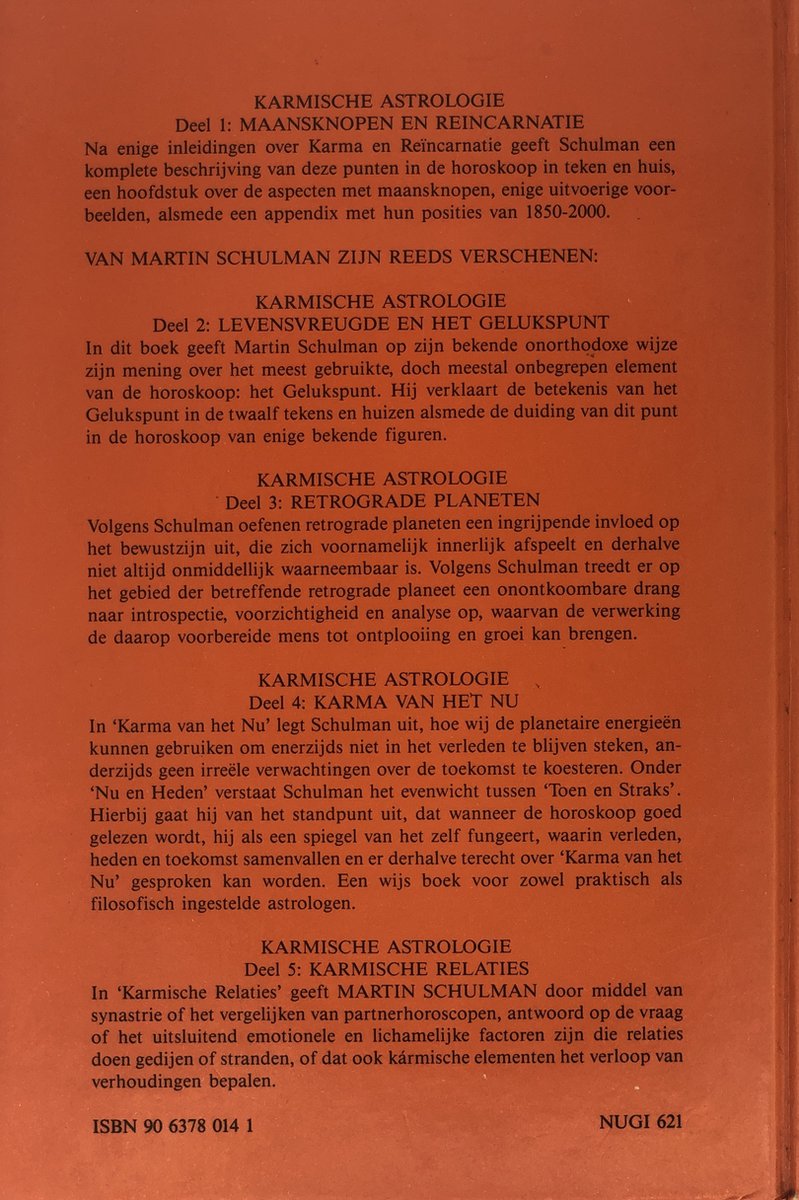 KARMISCHE ASTROLOGIE
Deel 1: MAANSKNOPEN EN REINCARNATIE
Na enige inleidingen over Karma en Reïncarnatie geeft Schulman een
komplete beschrijving van deze punten in de horoskoop in teken en huis,
een hoofdstuk over de aspecten met maansknopen, enige uitvoerige voor-
beelden, alsmede een appendix met hun posities van 1850-2000.
VAN MARTIN SCHULMAN ZIJN REEDS VERSCHENEN:
KARMISCHE ASTROLOGIE
Deel 2: LEVENSVREUGDE EN HET GELUKSPUNT
In dit boek geeft Martin Schulman op zijn bekende onorthodoxe wijze
zijn mening over het meest gebruikte, doch meestal onbegrepen element
van de horoskoop: het Gelukspunt. Hij verklaart de betekenis van het
Gelukspunt in de twaalf tekens en huizen alsmede de duiding van dit punt
in de horoskoop van enige bekende figuren.
KARMISCHE ASTROLOGIE
Deel 3: RETROGRADE PLANETEN
Volgens Schulman oefenen retrograde planeten een ingrijpende invloed op
het bewustzijn uit, die zich voornamelijk innerlijk afspeelt en derhalve
niet altijd onmiddellijk waarneembaar is. Volgens Schulman treedt er op
het gebied der betreffende retrograde planeet een onontkoombare drang
naar introspectie, voorzichtigheid en analyse op, waarvan de verwerking
de daarop voorbereide mens tot ontplooiing en groei kan brengen.
KARMISCHE ASTROLOGIE
Deel 4: KARMA VAN HET NU
In ‘Karma van het Nu’ legt Schulman uit, hoe wij de planetaire energieën
kunnen gebruiken om enerzijds niet in het verleden te blijven steken, an-
derzijds geen irreële verwachtingen over de toekomst te koesteren. Onder
‘Nu en Heden’ verstaat Schulman het evenwicht tussen ‘Toen en Straks’.
Hierbij gaat hij van het standpunt uit, dat wanneer de horoskoop goed
gelezen wordt, hij als een spiegel van het zelf fungeert, waarin verleden,
heden en toekomst samenvallen en er derhalve terecht over ‘Karma van het
Nu’ gesproken kan worden. Een wijs boek voor zowel praktisch als
filosofisch ingestelde astrologen.
KARMISCHE ASTROLOGIE
Deel 5: KARMISCHE RELATIES
In ‘Karmische Relaties’ geeft MARTIN SCHULMAN door middel van
synastrie of het vergelijken van partnerhoroscopen, antwoord op de vraag
of het uitsluitend emotionele en lichamelijke factoren zijn die relaties
doen gedijen of stranden, of dat ook kármische elementen het verloop van
verhoudingen bepalen.
ISBN 90 6378 014 1 NUGI 621